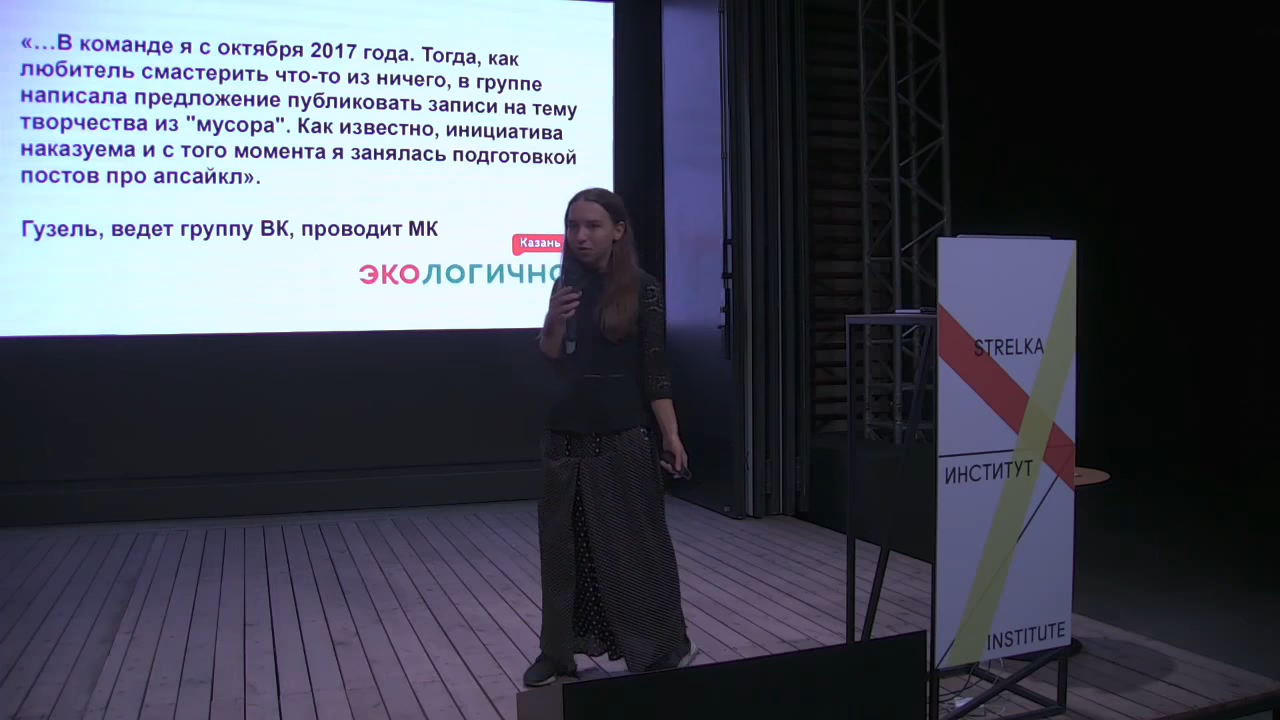 «…В команде я с октября 2017 года. Тогда, как
любитель смастерить что-то из ничего, в группе
написала предложение публиковать записи на тему
творчества из "мусора". Как известно, инициатива
наказуема и с того момента я занялась подготовкой
постов про апсайкл».
Гузель, ведет группу ВК, проводит МК
Казань
ЭКОЛОГИЧНО
STRELKA
ИНСТИТУТ
INSTITUTE